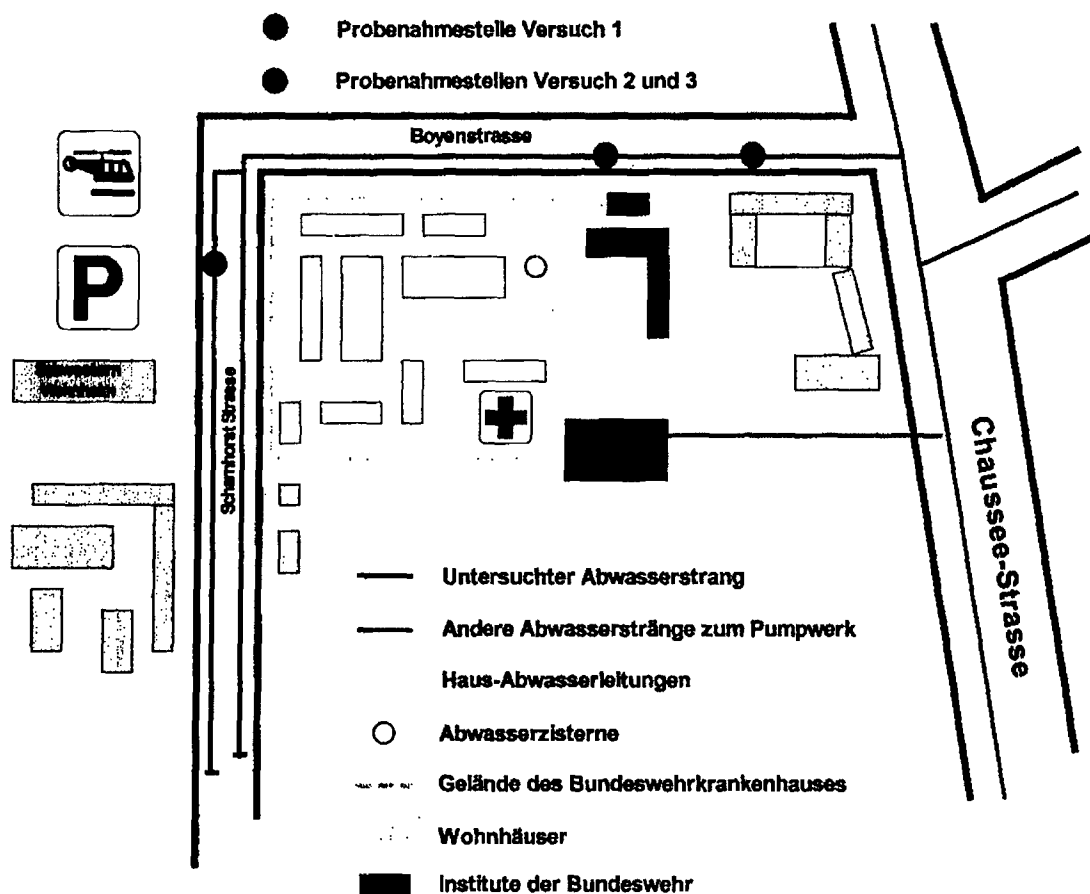 Probenahmestelle Versuch 1
Probenahmestellen Versuch 2 und 3
Boyenstrasse
P
Scharnhorst Strasse
Chaussee-Strasse
Untersuchter Abwasserstrang
Andere Abwasserstränge zum Pumpwerk
Haus-Abwasserleitungen
Abwasserzisterne
Gelände des Bundeswehrkrankenhauses
Wohnhäuser
Institute der Bundeswehr